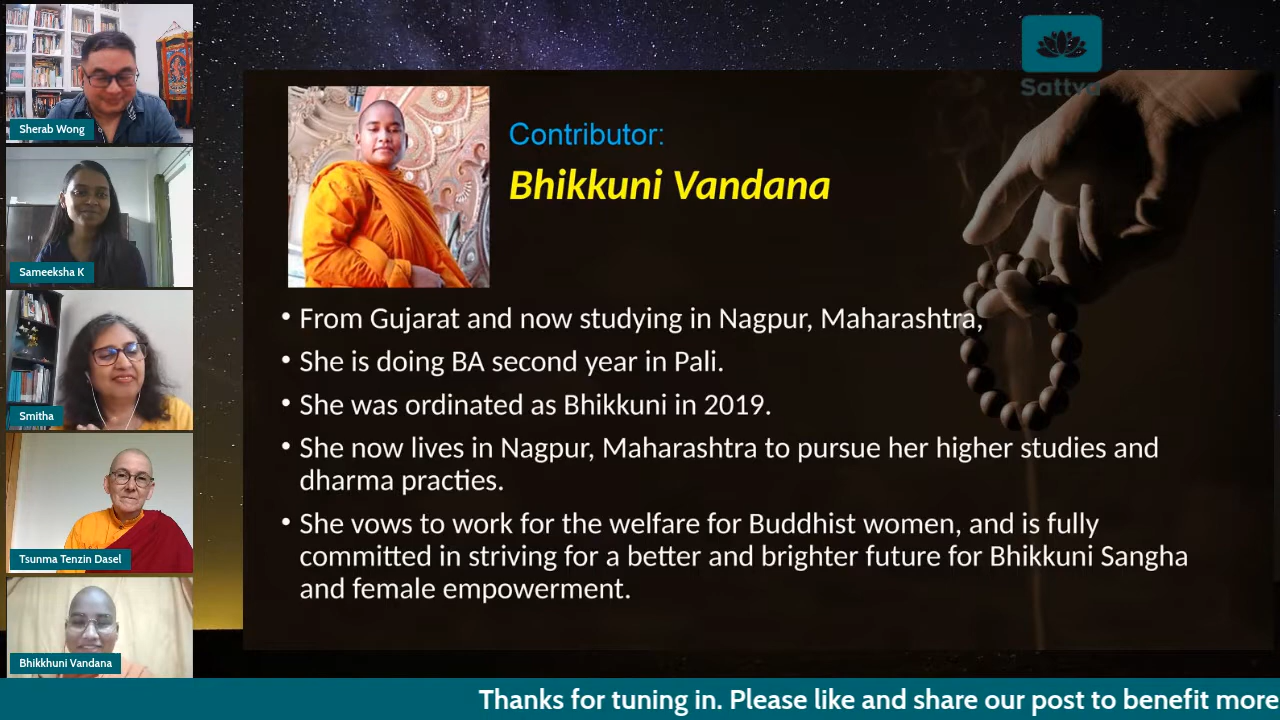 Sherab Wong
Sameeksha K
Smitha
Tsunma Tenzin Dasel
Bhikkhuni Vandana
Sattva
Contributor:
Bhikkuni Vandana
• From Gujarat and now studying in Nagpur, Maharashtra,
• She is doing BA second year in Pali.
• She was ordinated as Bhikkuni in 2019.
• She now lives in Nagpur, Maharashtra to pursue her higher studies and
dharma practies.
• She vows to work for the welfare for Buddhist women, and is fully
committed in striving for a better and brighter future for Bhikkuni Sangha
and female empowerment.
Thanks for tuning in. Please like and share our post to benefit more